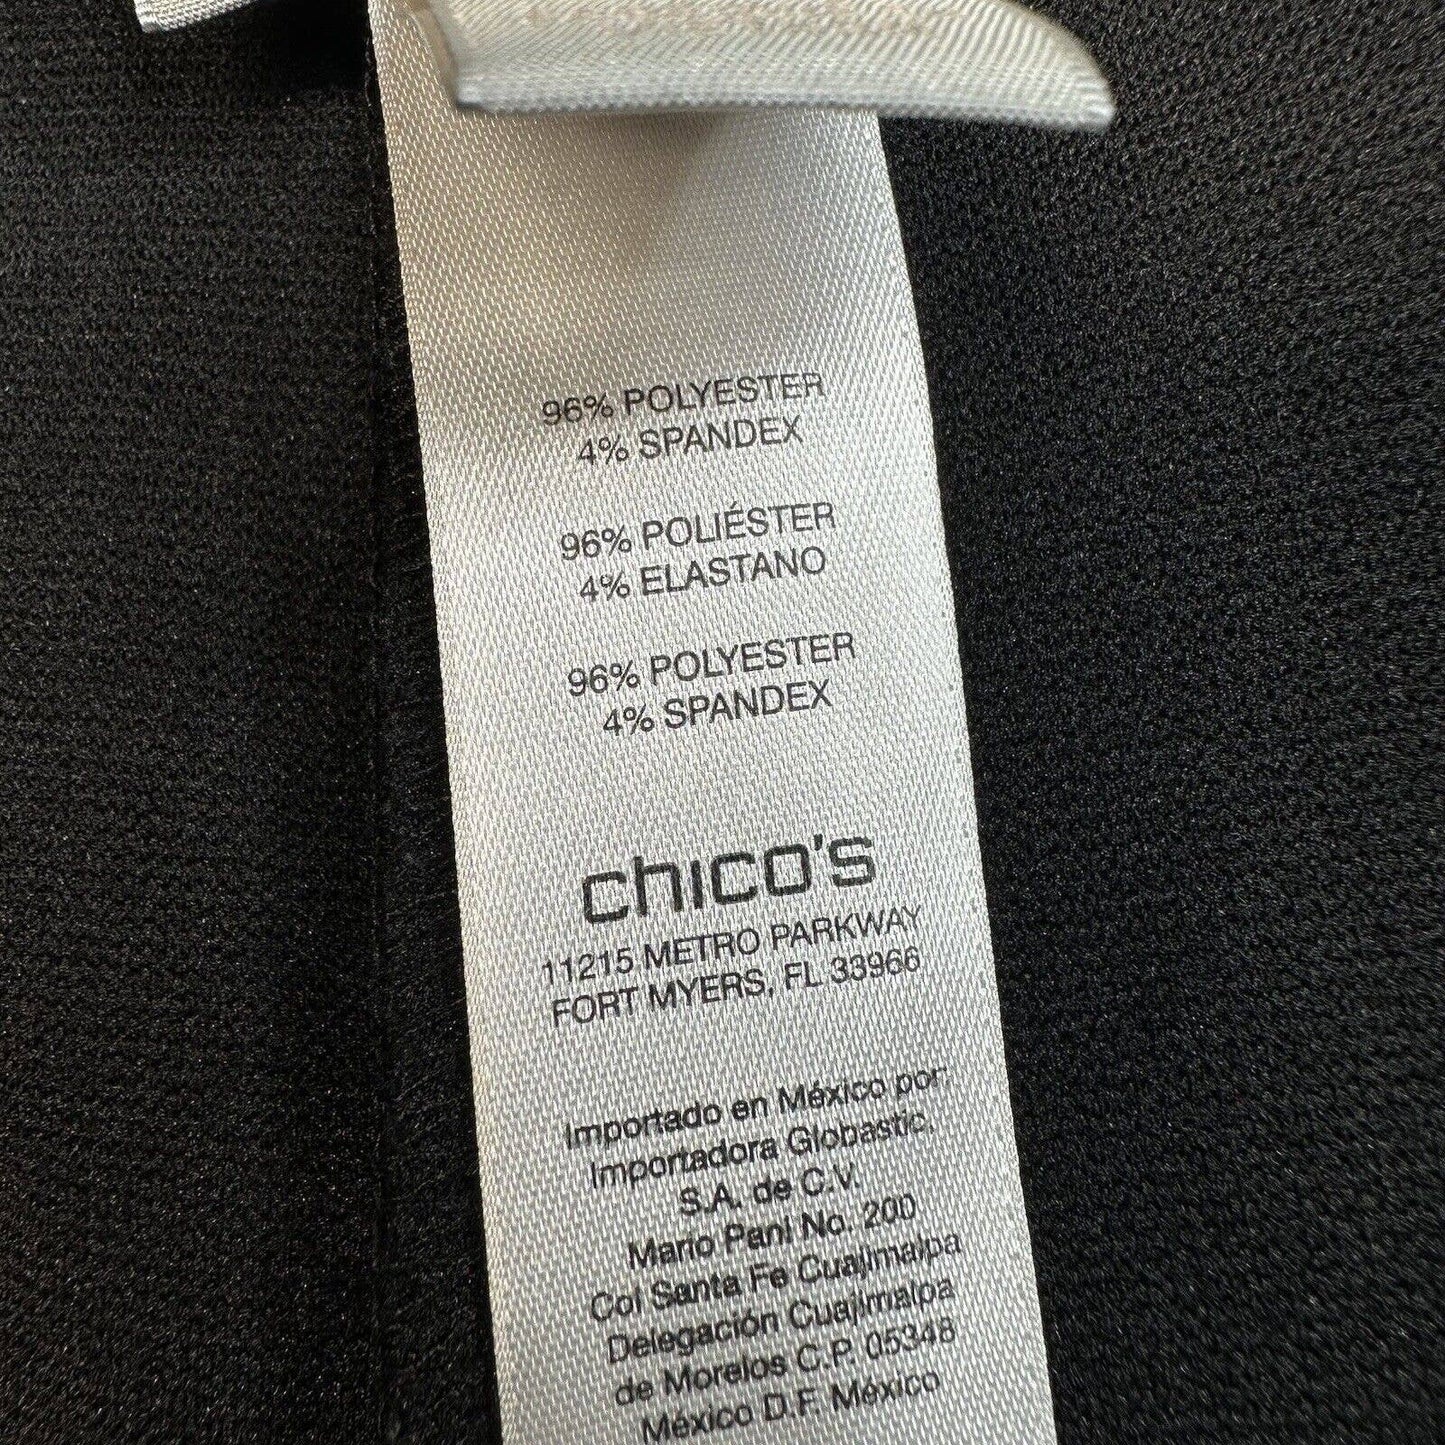 96% POLYESTER
4% SPANDEX
96% POLIÉSTER
4% ELASTANO
96% POLYESTER
4% SPANDEX
chico's
11215 METRO PARKWAY
FORT MYERS, FL 33966
Importado en México por:
Importadora Globastic,
S.A. de C.V.
Mario Pani No. 200
Col Santa Fe Cuajimalpa
Delegación Cuajimalpa
de Morelos C.P. 05348
México D.F. México